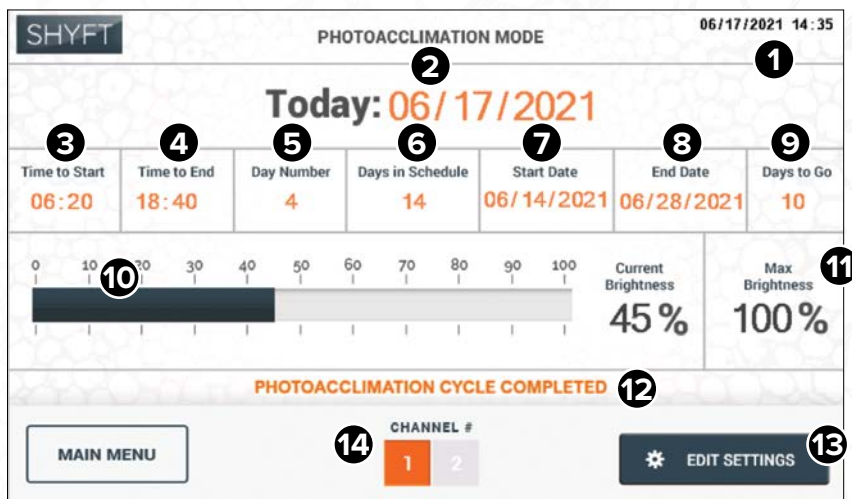 SHYFT
PHOTOACCLIMATION MODE
06/17/2021 14:35
1
2
Today: 06/17/2021
3 4 5 6 7 8 9
Time to Start Time to End Day Number Days in Schedule Start Date End Date Days to Go
06:20 18:40 4 14 06/14/2021 06/28/2021 10
0 10 20 30 40 50 60 70 80 90 100
10
Current
Brightness
45%
Max
Brightness
100%
11
PHOTOACCLIMATION CYCLE COMPLETED 12
MAIN MENU
14
CHANNEL #
1 2
EDIT SETTINGS
13